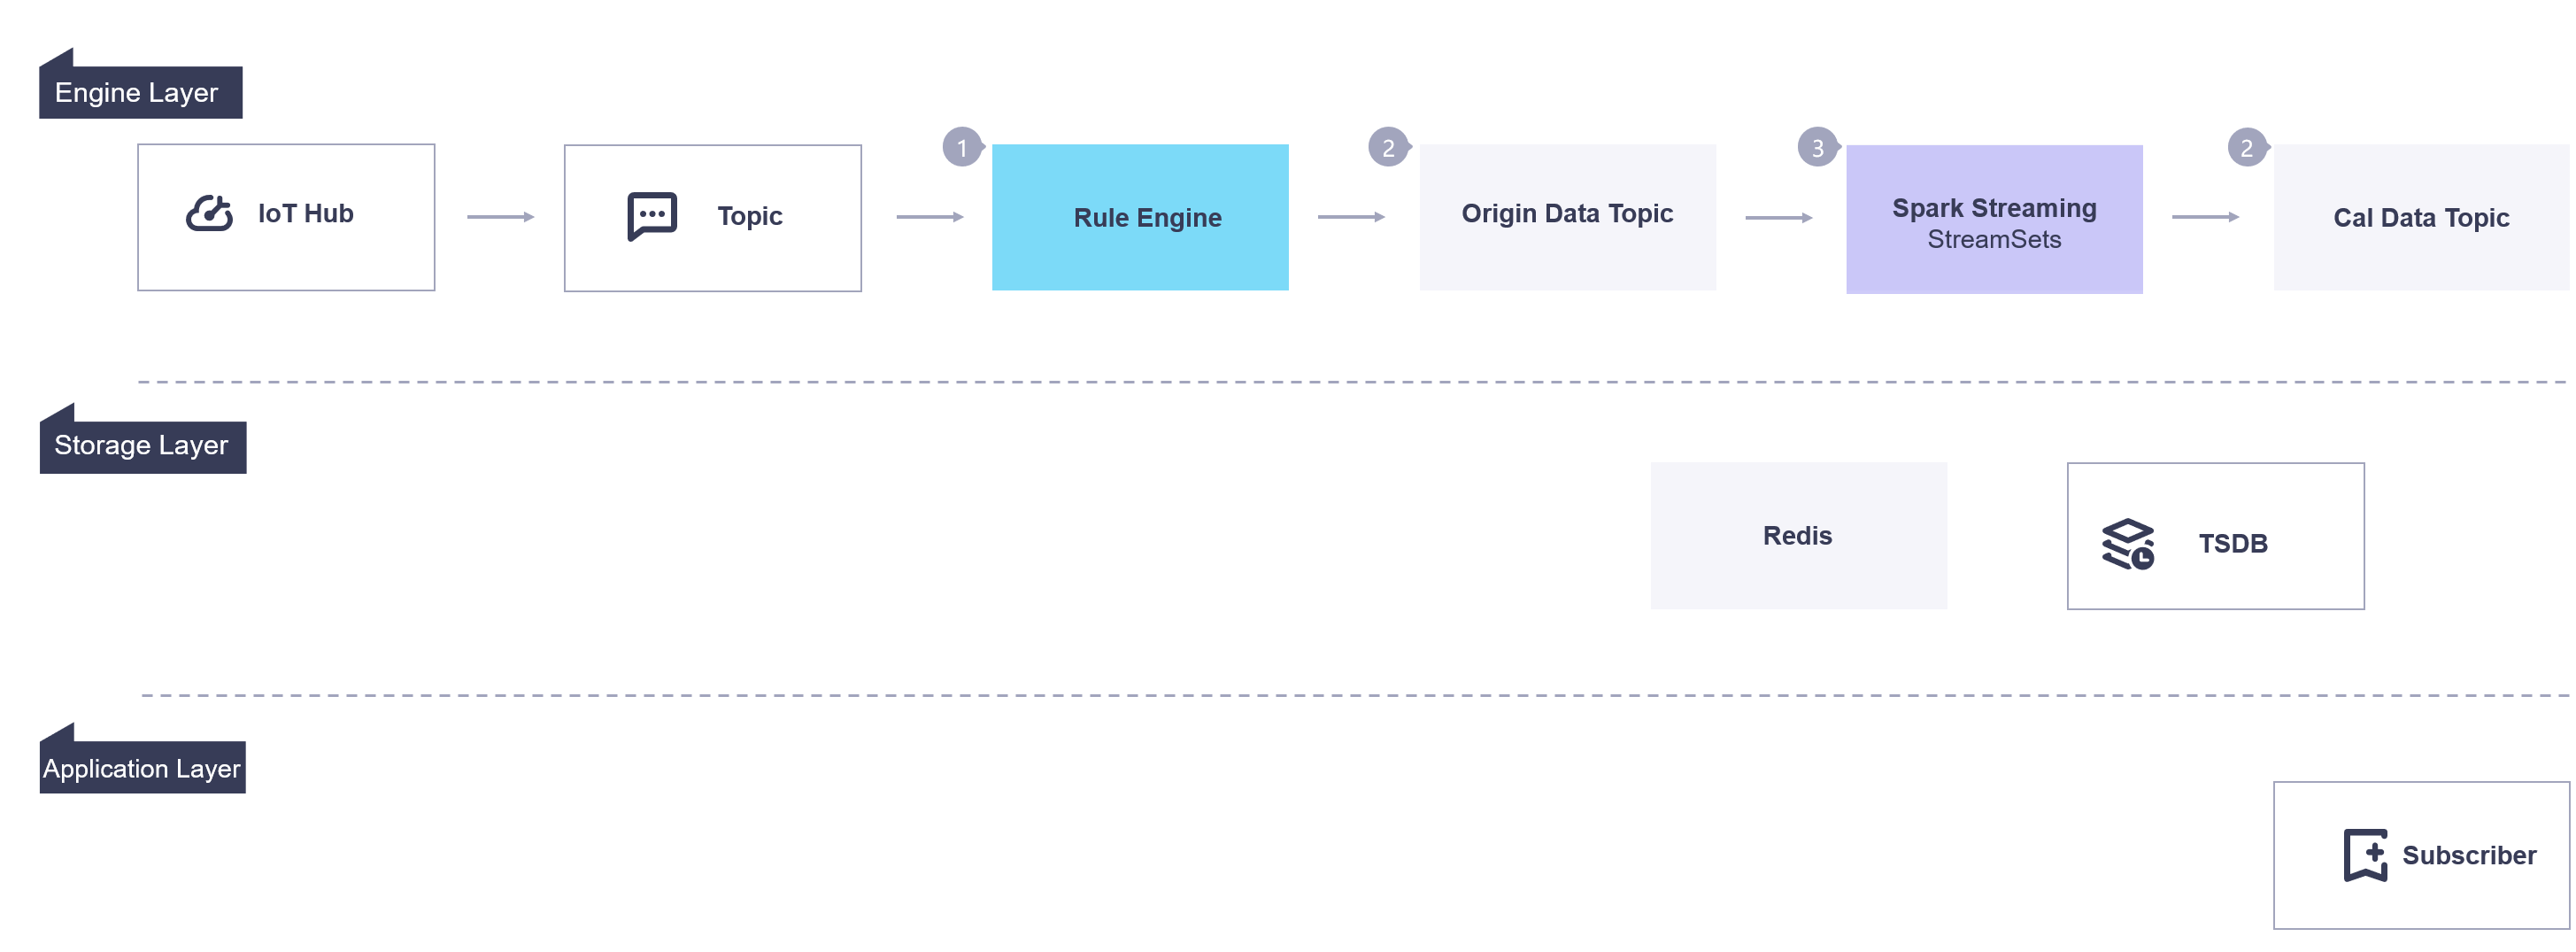 Engine Layer
IoT Hub
Topic
1
Rule Engine
2
Origin Data Topic
3
Spark Streaming
StreamSets
2
Cal Data Topic
Storage Layer
Redis
TSDB
Application Layer
Subscriber